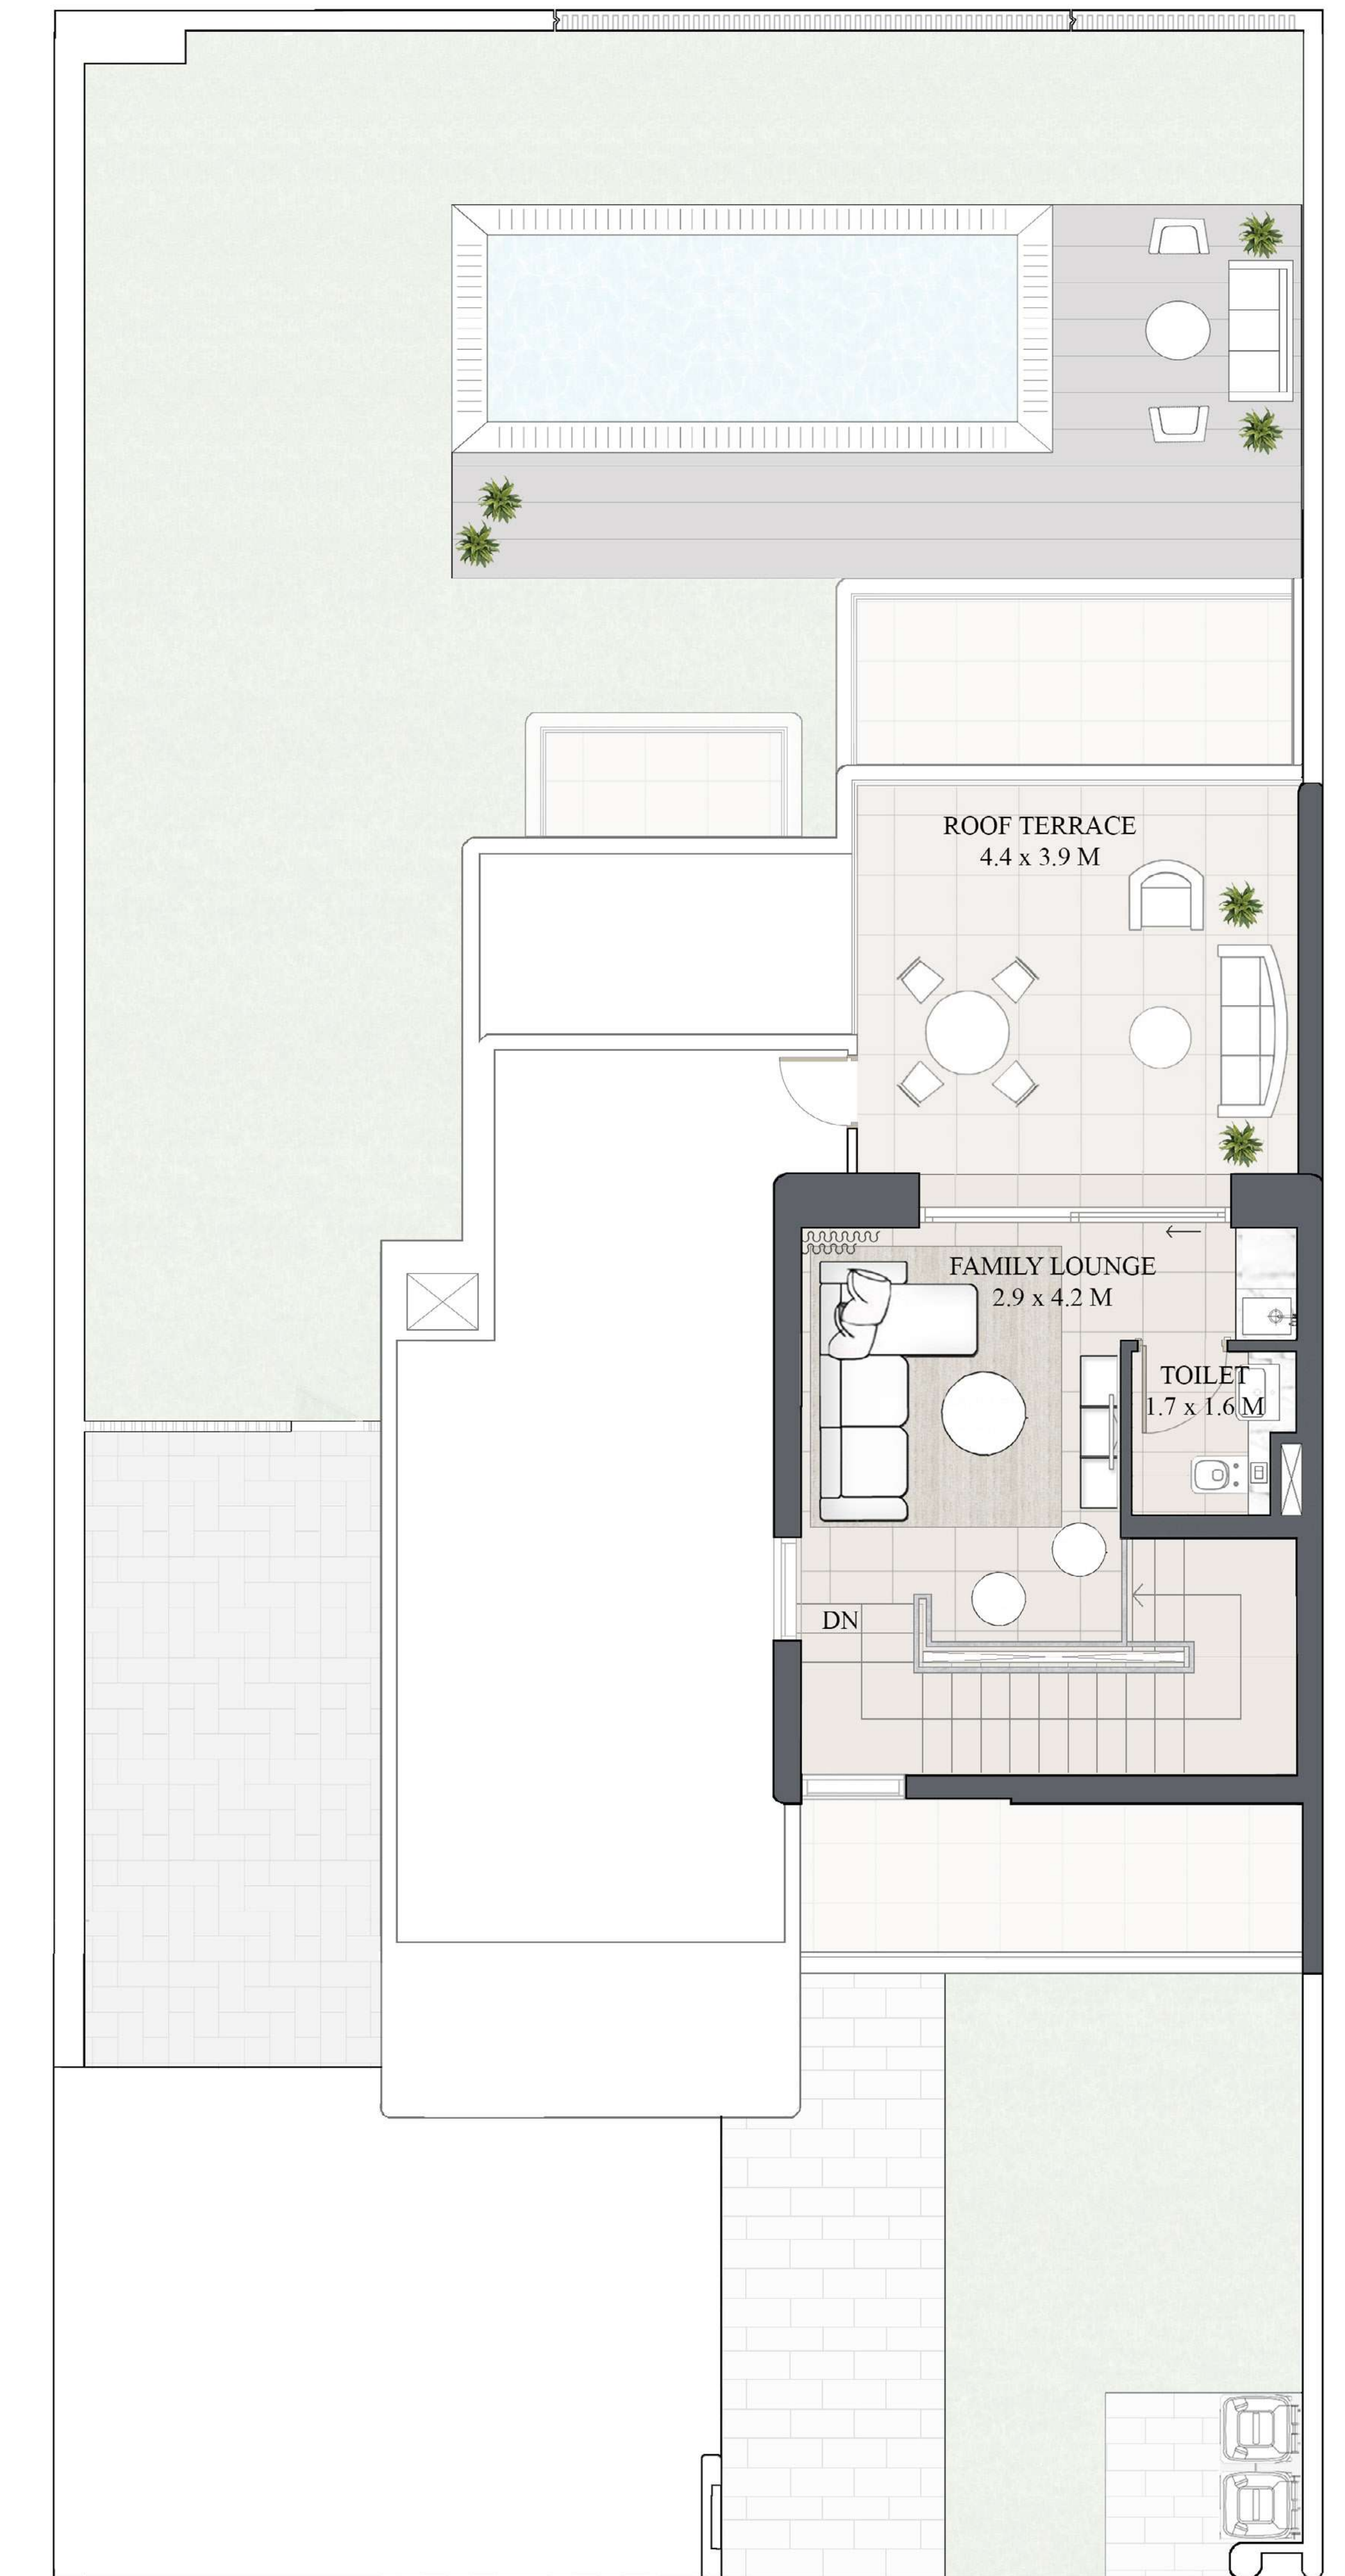 ROOF TERRACE
4.4 x 3.9 M
FAMILY LOUNGE
2.9 x 4.2 M
TOILET
1.7 x 1.6 M
DN